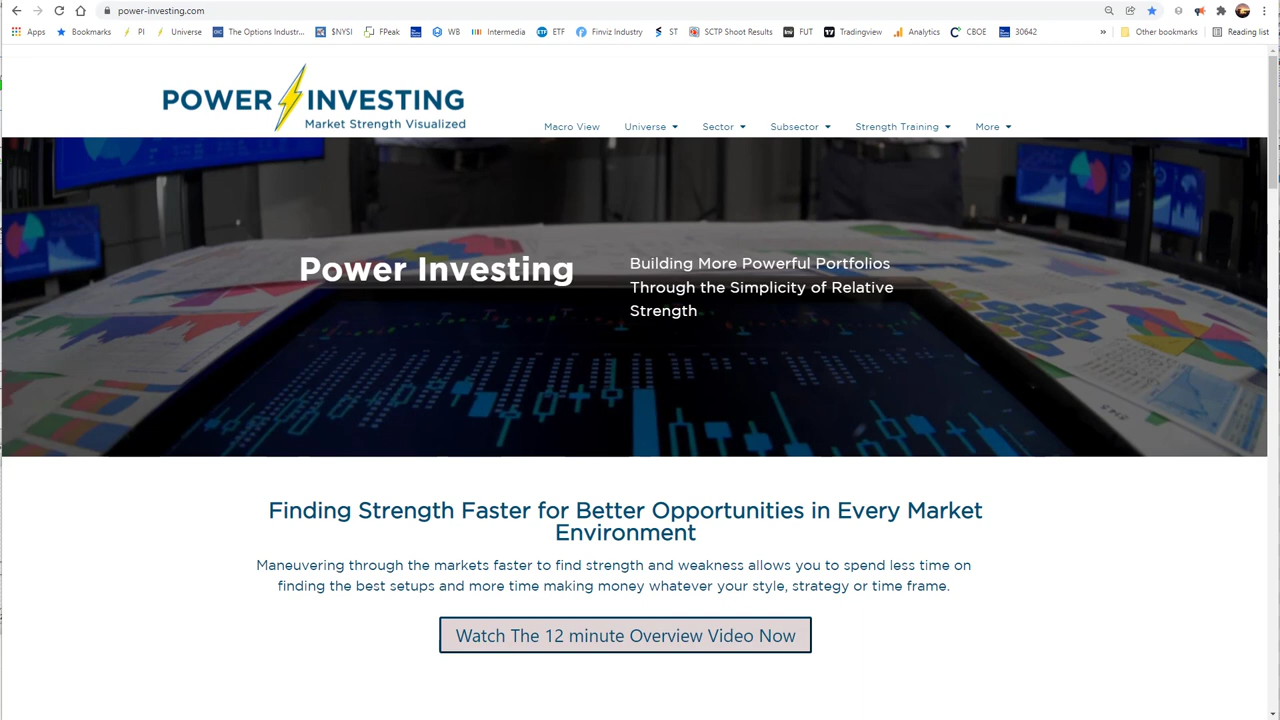 power-investing.com
Apps Bookmarks PI Universe The Options Industr... $NYSI FPeak WB Intermedia ETF Finviz Industry ST SCTP Shoot Results FUT Tradingview Analytics CBOE 30642 » Other bookmarks Reading list
POWER INVESTING
Market Strength Visualized
Macro View Universe Sector Subsector Strength Training More
Power Investing
Building More Powerful Portfolios
Through the Simplicity of Relative
Strength
Finding Strength Faster for Better Opportunities in Every Market
Environment
Maneuvering through the markets faster to find strength and weakness allows you to spend less time on
finding the best setups and more time making money whatever your style, strategy or time frame.
Watch The 12 minute Overview Video Now